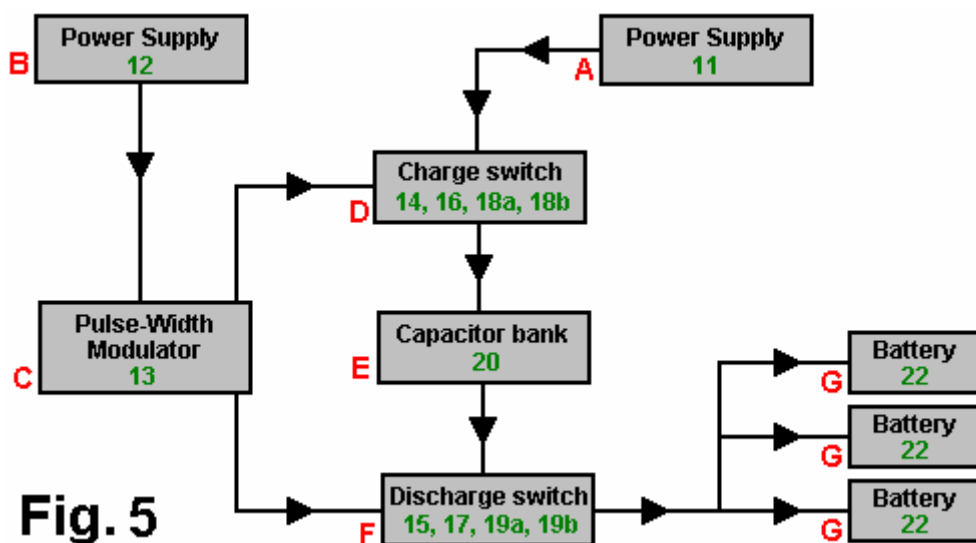 Power Supply
12
B
Power Supply
11
A
Charge switch
14, 16, 18a, 18b
D
Pulse-Width
Modulator
13
C
Capacitor bank
20
E
Battery
22
G
Battery
22
G
Discharge switch
15, 17, 19a, 19b
F
Battery
22
G
Fig. 5